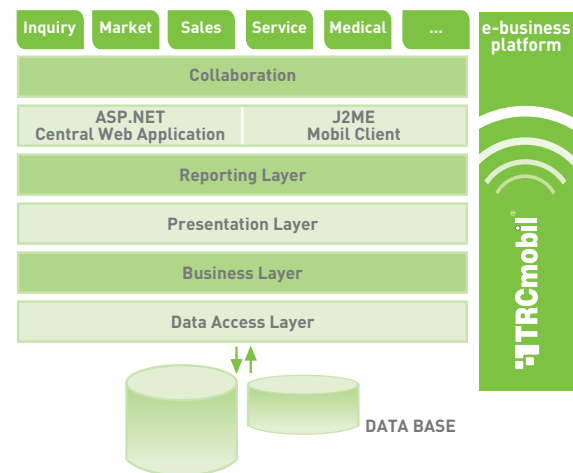 Inquiry
Market
Sales
Service
Medical
...
e-business
platform
Collaboration
ASP.NET
Central Web Application
J2ME
Mobil Client
Reporting Layer
Presentation Layer
Business Layer
Data Access Layer
DATA BASE
TRCmobil®